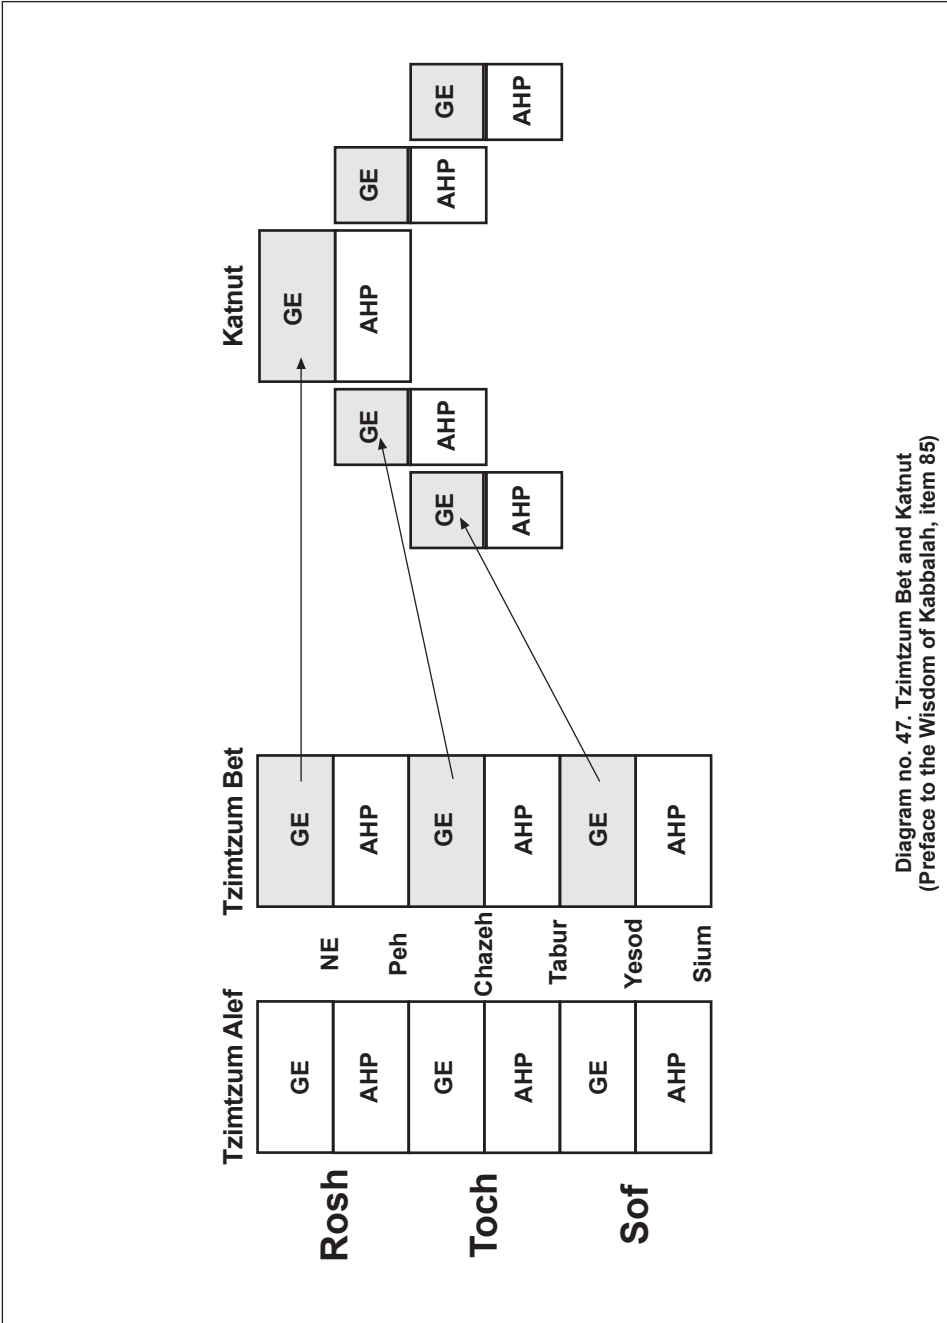 Tzimtzum Alef Tzimtzum Bet Katnut
GE GE GE
Rosh NE
AHP AHP GE AHP GE
Peh
GE GE GE AHP AHP GE
Toch Chazeh
AHP AHP AHP AHP
Tabur
GE GE
Sof Yesod
AHP AHP
Sium
Diagram no. 47. Tzimtzum Bet and Katnut
(Preface to the Wisdom of Kabbalah, item 85)